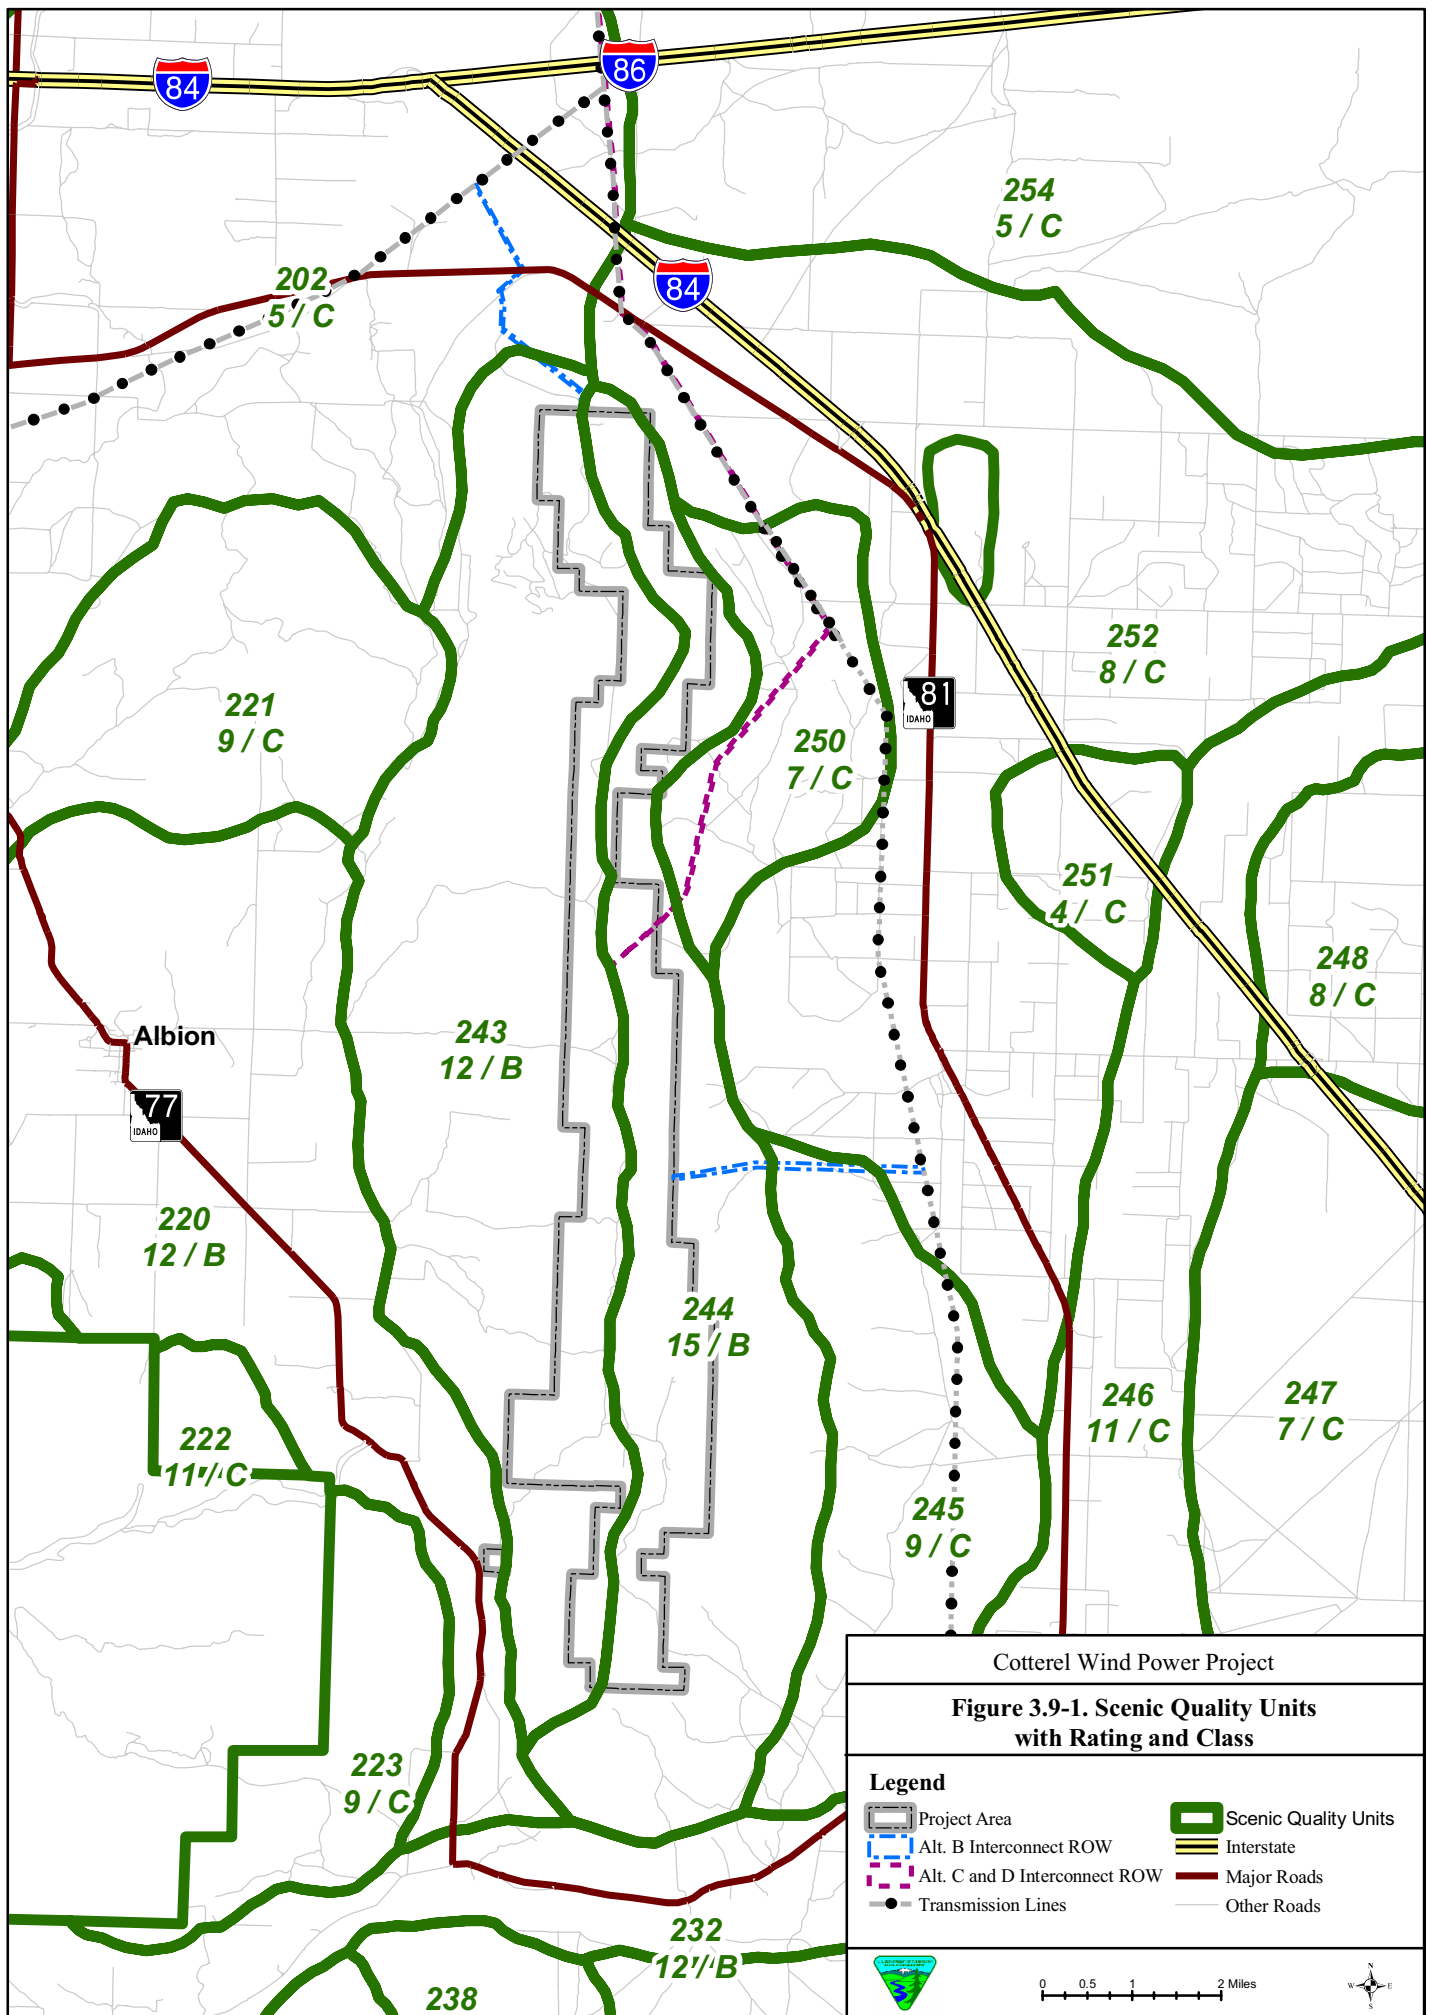 86
84
254
5 / C
202
5 / C
84
252
8 / C
81
IDAHO
221
9 / C
250
7 / C
251
4 / C
248
8 / C
243
12 / B
Albion
77
IDAHO
220
12 / B
244
15 / B
246
11 / C
247
7 / C
222
11 / C
245
9 / C
223
9 / C
232
12 / B
238
Cotterel Wind Power Project
Figure 3.9-1. Scenic Quality Units
with Rating and Class
Legend
Project Area
Alt. B Interconnect ROW
Alt. C and D Interconnect ROW
Transmission Lines
Scenic Quality Units
Interstate
Major Roads
Other Roads
0 0.5 1 2 Miles
N
W E
S